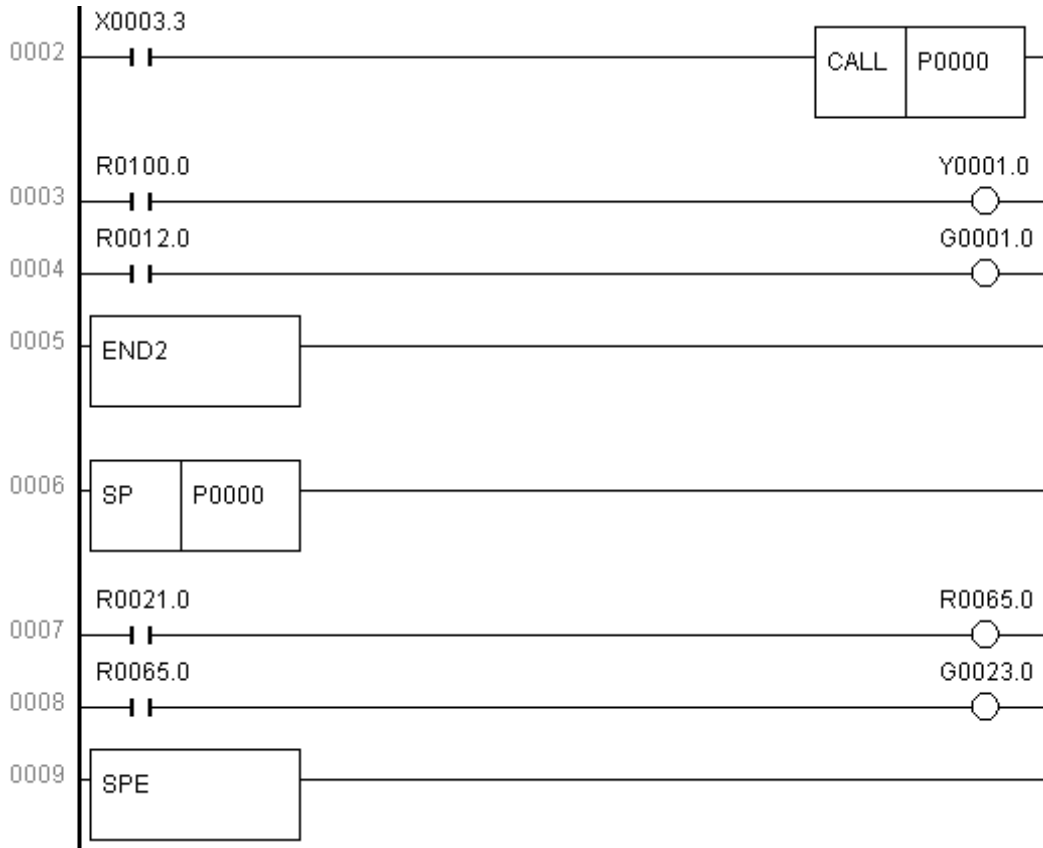 X0003.3
0002 CALL P0000
R0100.0 Y0001.0
0003
R0012.0 G0001.0
0004
0005 END2
0006 SP P0000
R0021.0 R0065.0
0007
R0065.0 G0023.0
0008
0009 SPE